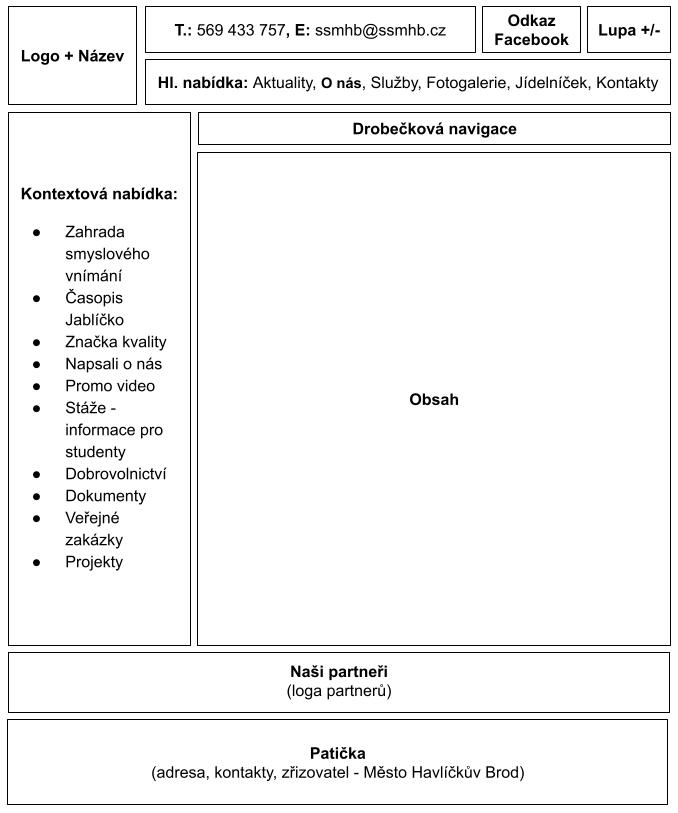 Logo + Název
T.: 569 433 757, E: ssmhb@ssmhb.cz
Odkaz
Facebook
Lupa +/-
Hl. nabídka: Aktuality, O nás, Služby, Fotogalerie, Jídelníček, Kontakty
Drobečková navigace
Kontextová nabídka:
● Zahrada
smyslového
vnímání
● Časopis
Jablíčko
● Značka kvality
● Napsali o nás
● Promo video
● Stáže -
informace pro
studenty
● Dobrovolnictví
● Dokumenty
● Veřejné
zakázky
● Projekty
Obsah
Naši partneři
(loga partnerů)
Patička
(adresa, kontakty, zřizovatel - Město Havlíčkův Brod)